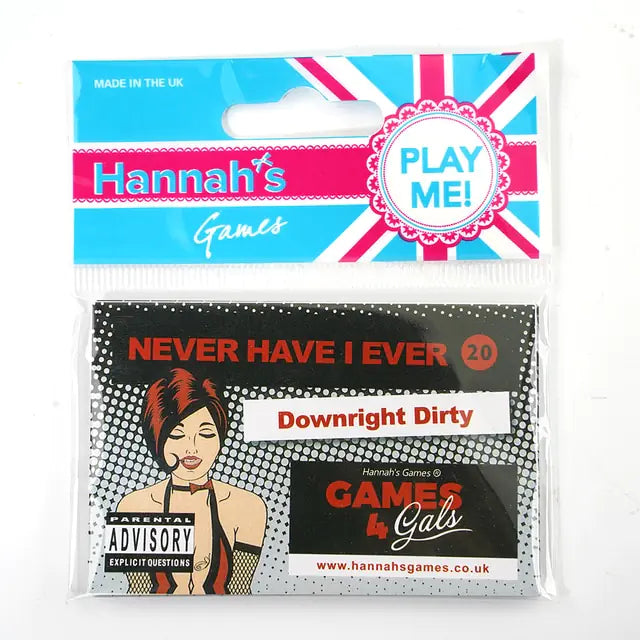 MADE IN THE UK
Hannah's
Games
PLAY
ME!
NEVER HAVE I EVER 20
Downright Dirty
Hannah's Games ®
GAMES
4 Gals
www.hannahsgames.co.uk
PARENTAL
ADVISORY
EXPLICIT QUESTIONS